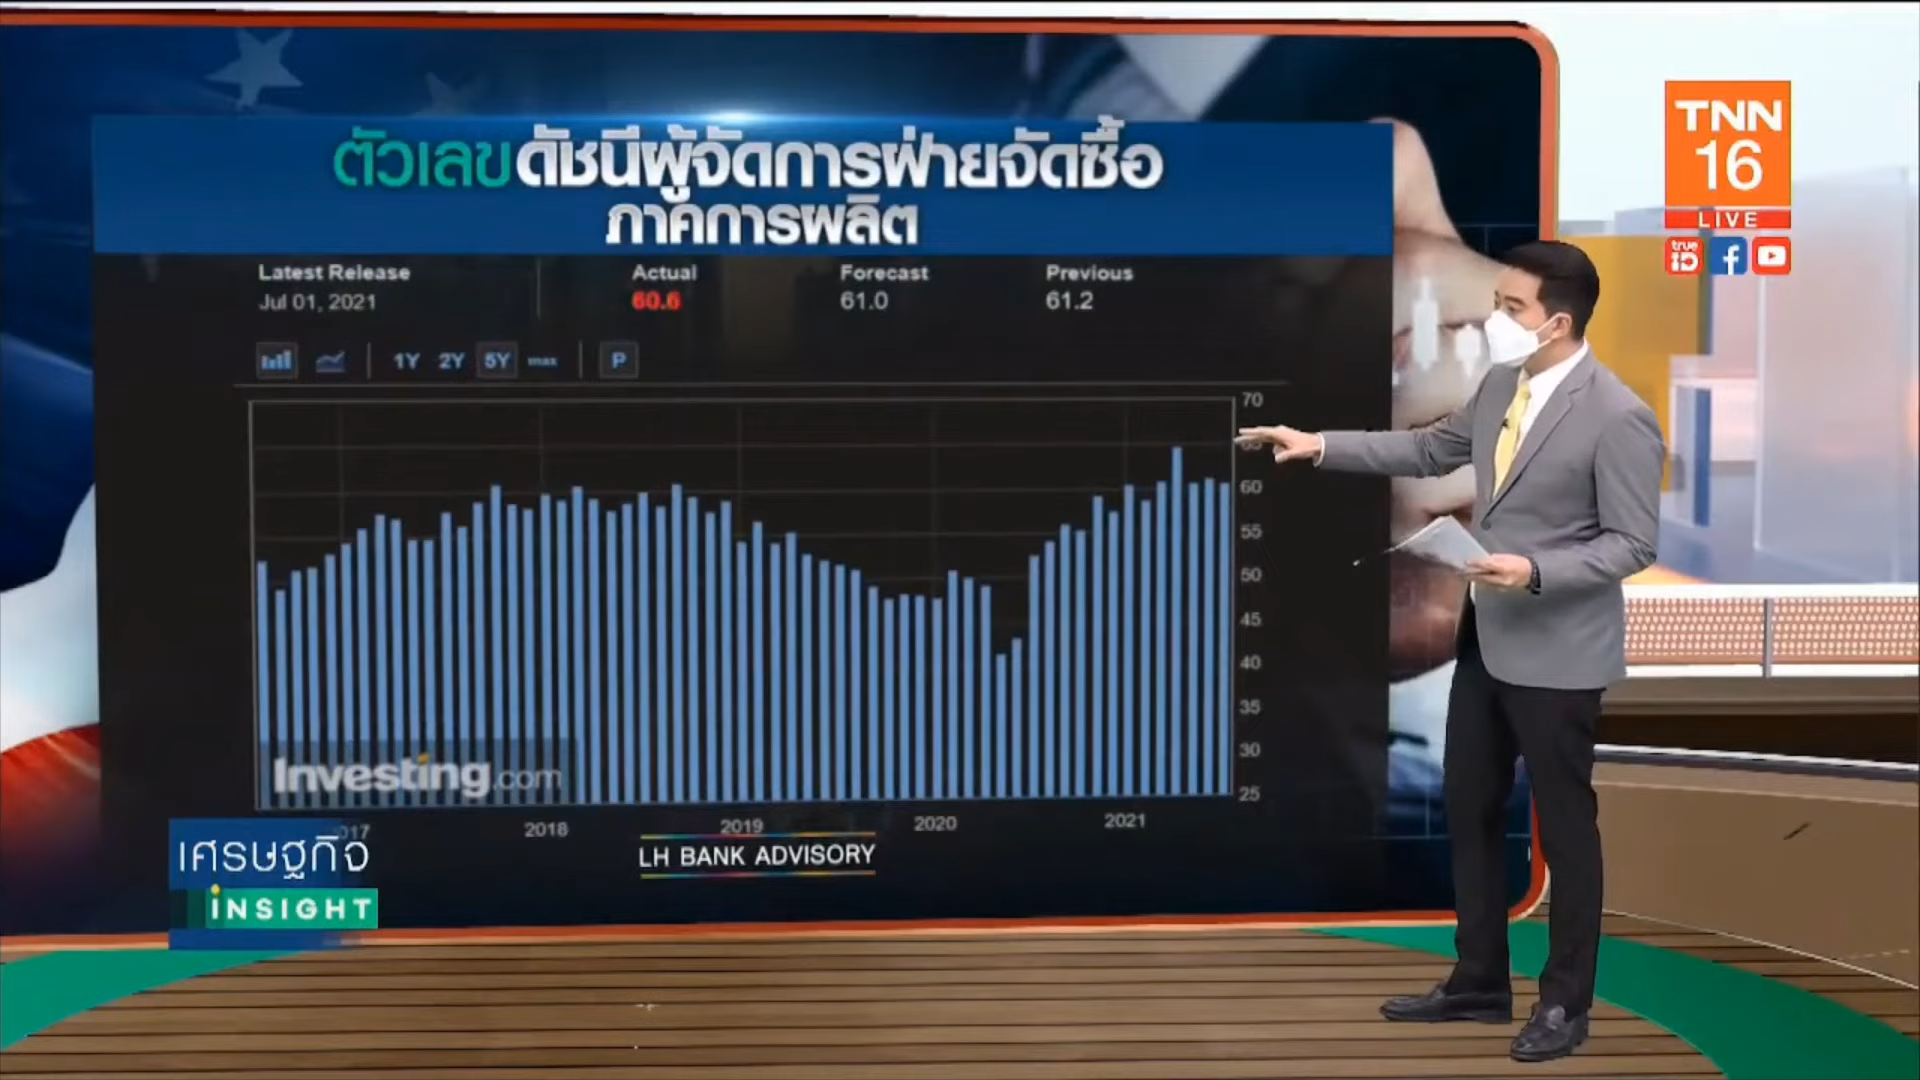 ตัวเลขดัชนีผู้จัดการฝ่ายจัดซื้อ
ภาคการผลิต
TNN
16
LIVE
true
iD
Latest Release
Actual
Forecast
Previous
Jul 01, 2021
60.6
61.0
61.2
1Y 2Y 5Y max P
70
60
55
50
45
40
35
30
25
Investing.com
2018 2019 2020 2021
LH BANK ADVISORY
เศรษฐกิจ
INSIGHT